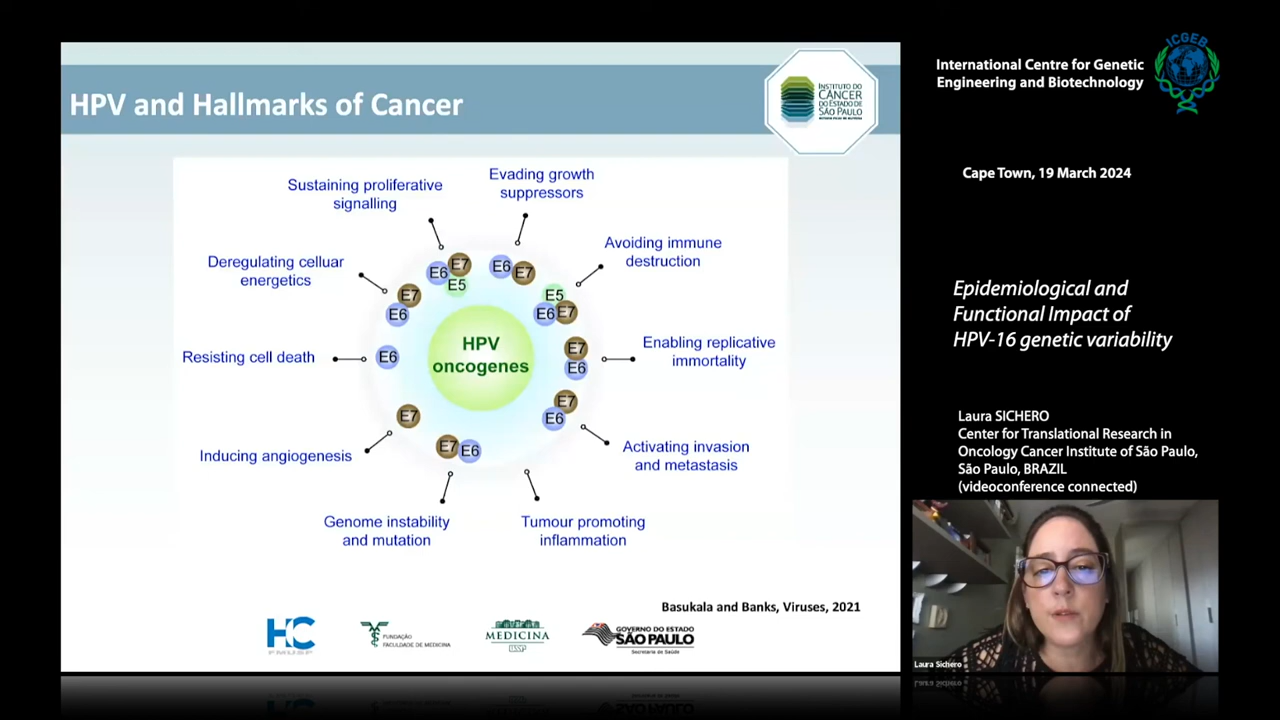 HPV and Hallmarks of Cancer
INSTITUTO DO
CÂNCER
DO ESTADO DE
SÃO PAULO
Sustaining proliferative
signalling
Evading growth
suppressors
Avoiding immune
destruction
Deregulating celluar
energetics
E6
E7
E5
E6
E7
E5
E6
E7
E7
E6
HPV
oncogenes
Resisting cell death
E6
E7
E6
Enabling replicative
immortality
E7
E6
Activating invasion
and metastasis
E7
Inducing angiogenesis
E7
E6
Genome instability
and mutation
Tumour promoting
inflammation
Basukala and Banks, Viruses, 2021
HC
FMUSP
FUNDAÇÃO
FACULDADE DE MEDICINA
MEDICINA
USP
GOVERNO DO ESTADO
SÃO PAULO
Secretaria da Saúde
International Centre for Genetic
Engineering and Biotechnology
ICGEB
Cape Town, 19 March 2024
Epidemiological and
Functional Impact of
HPV-16 genetic variability
Laura SICHERO
Center for Translational Research in
Oncology Cancer Institute of São Paulo,
São Paulo, BRAZIL
(videoconference connected)
Laura Sichero